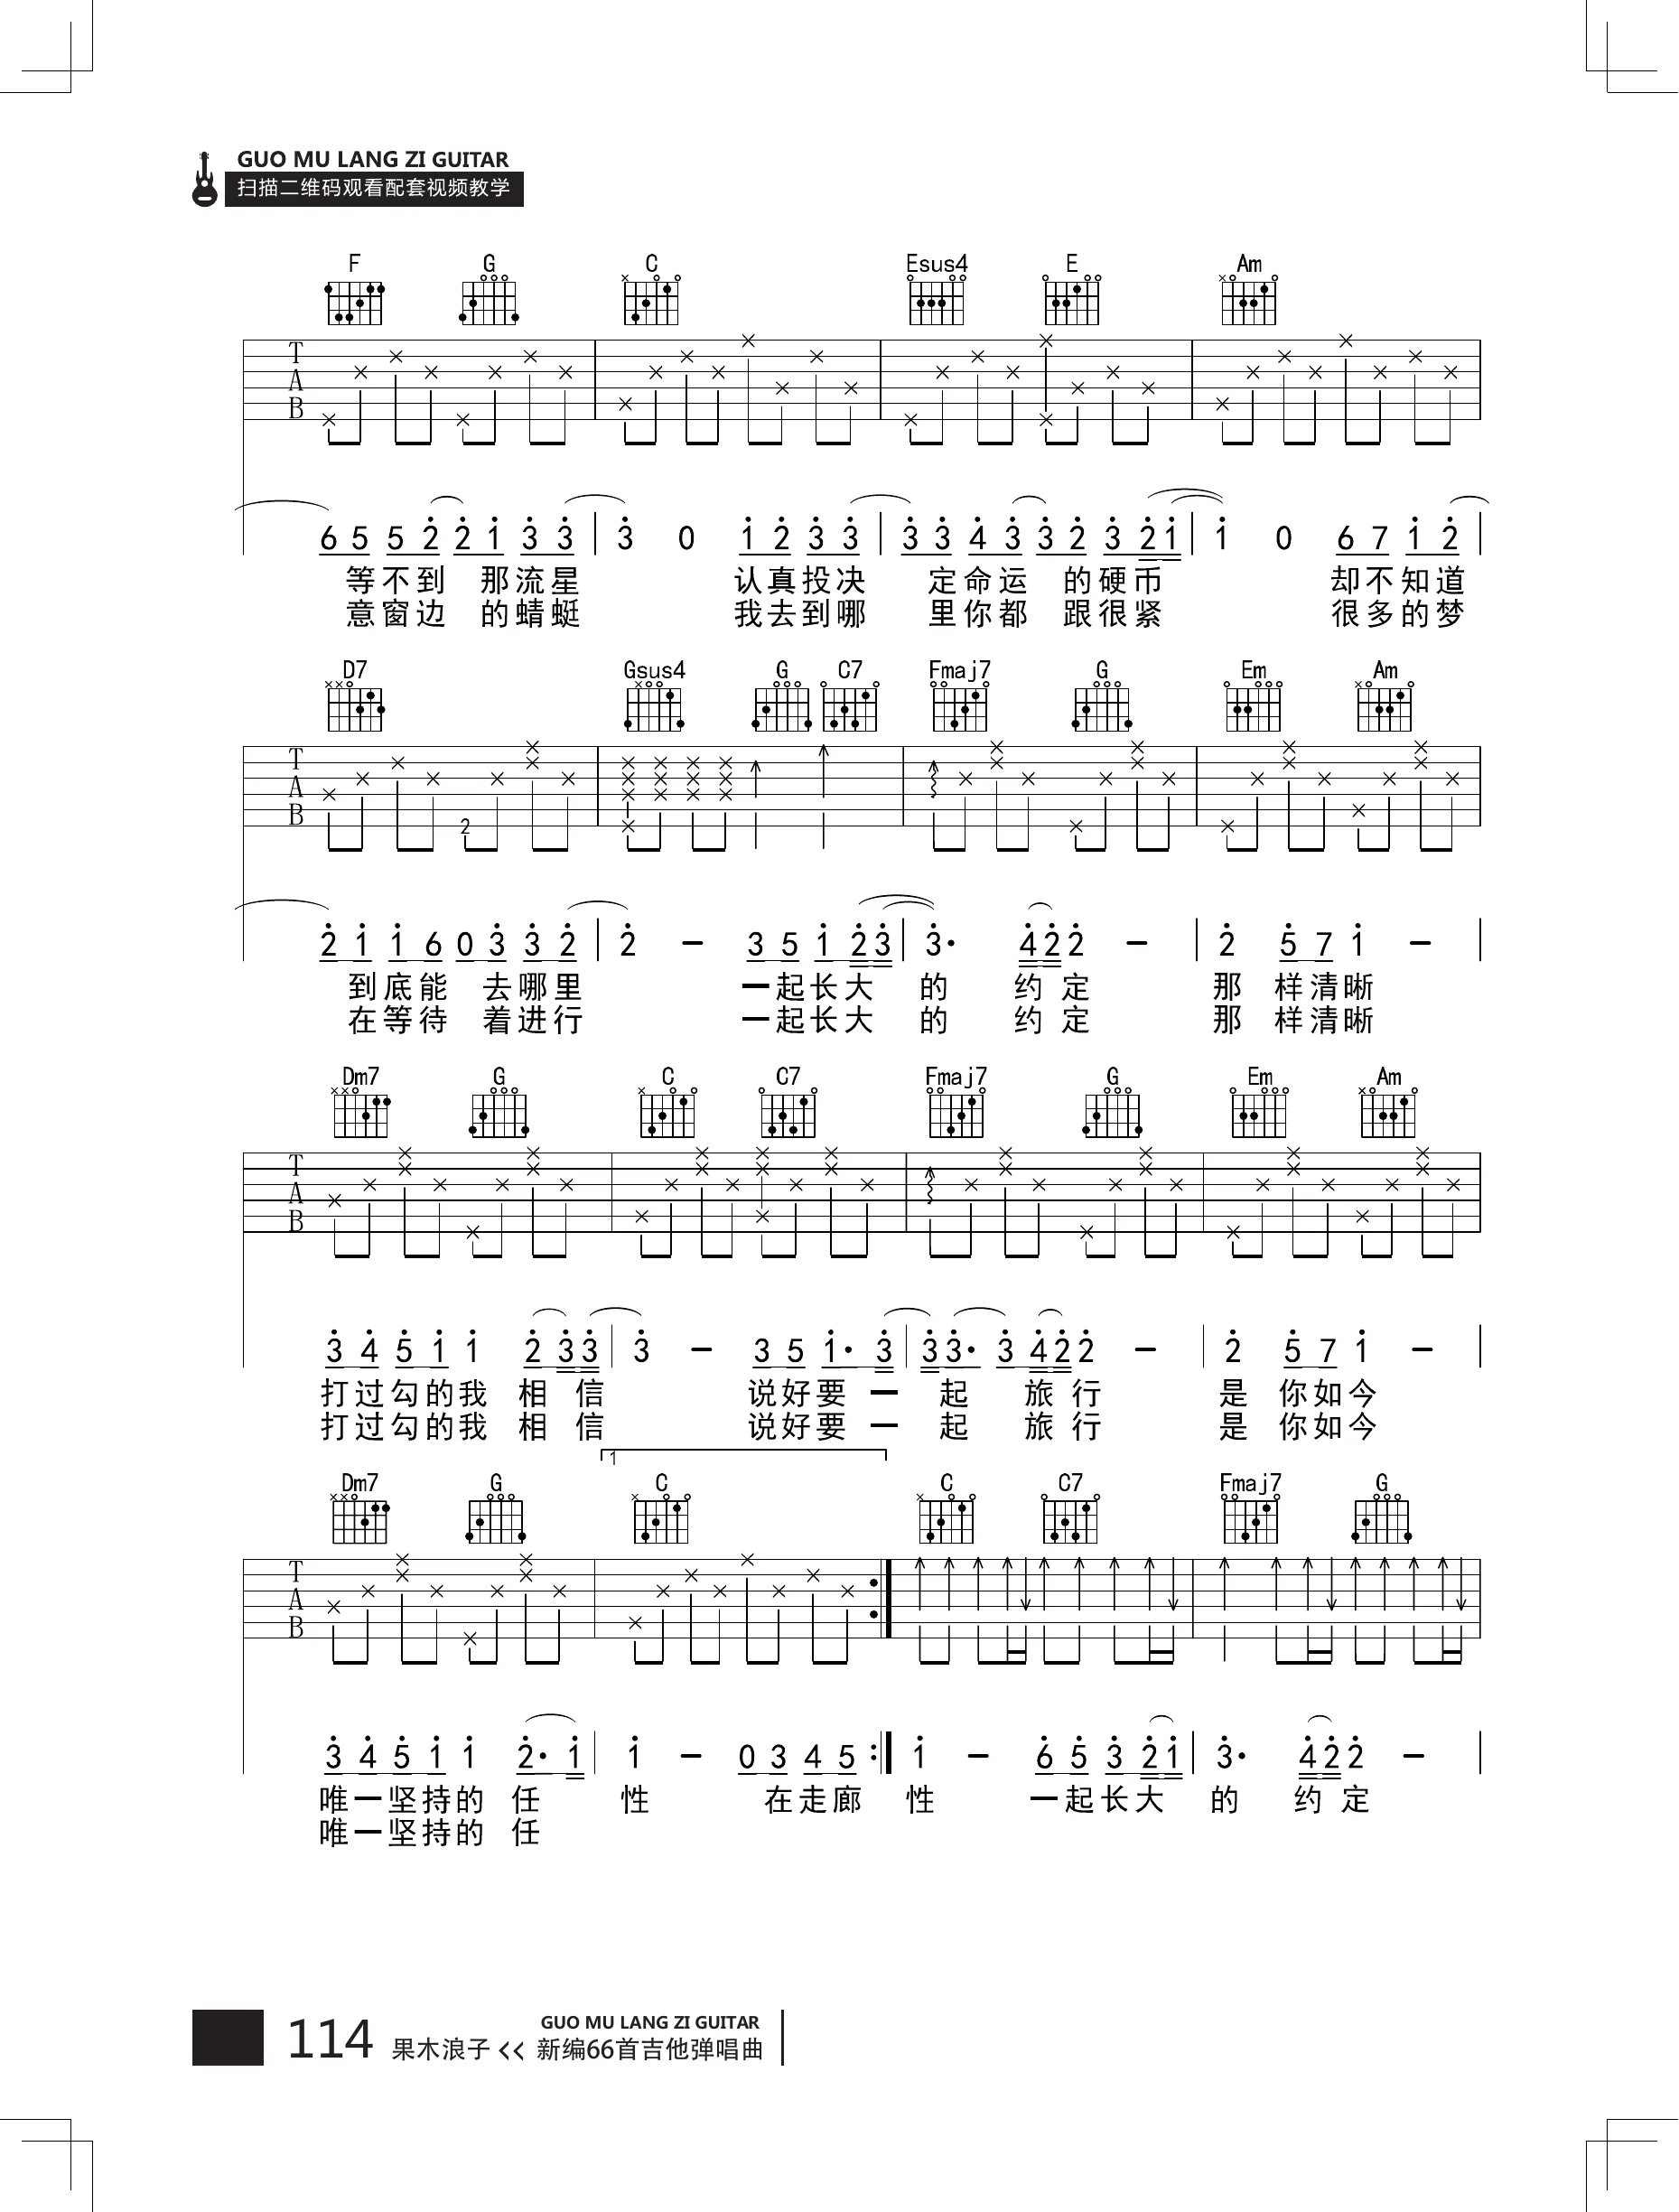 GUO MU LANG ZI GUITAR
扫描二维码观看配套视频教学
F G C Esus4 E Am
T
A
B
6 5 5 2 2 1 3 3 3 0 1 2 3 3 3 3 4 3 3 2 3 2 1 1 0 6 7 1 2
等不到 那流星 认真投决 定命运 的硬币 却不知道
意窗边 的蜻蜓 我去到哪 里你都 跟很紧 很多的梦
D7 Gsus4 G C7 Fmaj7 G Em Am
T
A
B
2
2 1 1 6 0 3 3 2 2 - 3 5 1 2 3 3· 4 2 2 - 2 5 7 1 -
到底能 去哪里 一起长大 的 约 定 那 样清晰
在等待 着进行 一起长大 的 约 定 那 样清晰
Dm7 G C C7 Fmaj7 G Em Am
T
A
B
3 4 5 1 1 2 3 3 3 - 3 5 1· 3 3 3· 3 4 2 2 - 2 5 7 1 -
打过勾的我 相 信 说好要 一 起 旅 行 是 你如今
打过勾的我 相 信 说好要 一 起 旅 行 是 你如今
1
Dm7 G C C C7 Fmaj7 G
T
A
B
3 4 5 1 1 2· 1 1 - 0 3 4 5 :| 1 - 6 5 3 2 1 3· 4 2 2 -
唯一坚持的 任 性 在走廊 性 一起长大 的 约 定
唯一坚持的 任
114 果木浪子 << GUO MU LANG ZI GUITAR
新编66首吉他弹唱曲